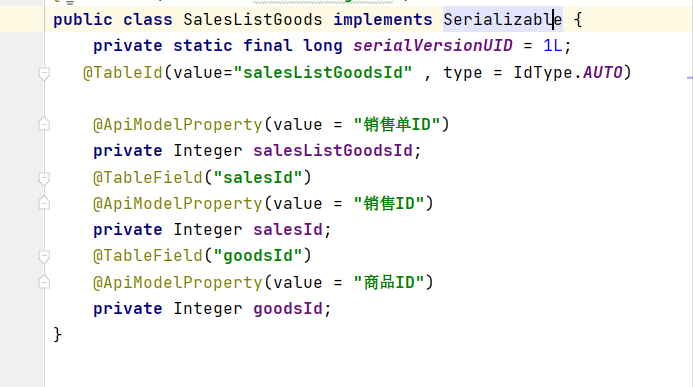 public class SalesListGoods implements Serializable {
private static final long serialVersionUID = 1L;
@TableId(value="salesListGoodsId" , type = IdType.AUTO)
@ApiModelProperty(value = "销售单ID")
private Integer salesListGoodsId;
@TableField("salesId")
@ApiModelProperty(value = "销售ID")
private Integer salesId;
@TableField("goodsId")
@ApiModelProperty(value = "商品ID")
private Integer goodsId;
}